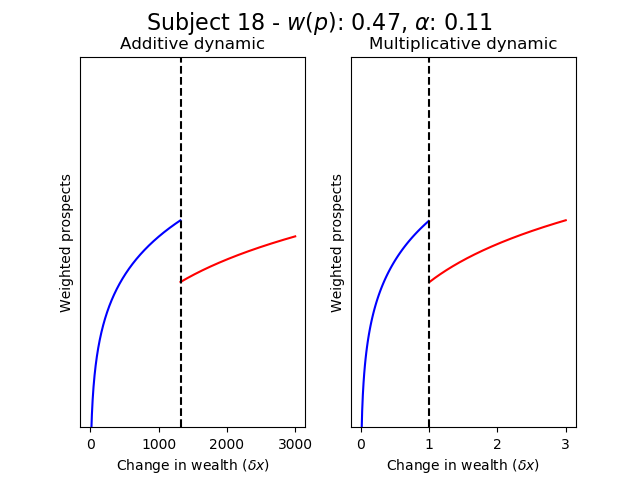 Subject 18 - w(p): 0.47, α: 0.11
Additive dynamic
Multiplicative dynamic
Weighted prospects
Weighted prospects
0 1000 2000 3000
0 1 2 3
Change in wealth (δx)
Change in wealth (δx)